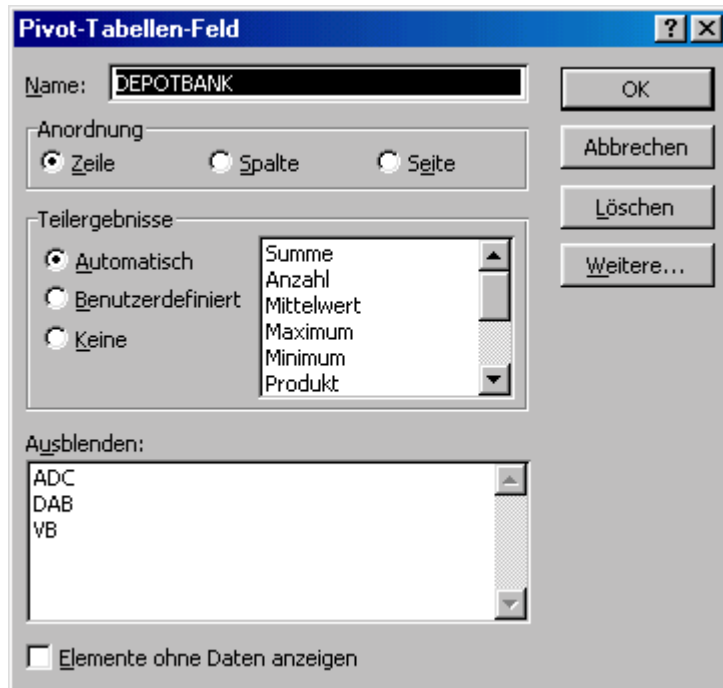 Pivot-Tabellen-Feld
Name: DEPOTBANK
OK
Anordnung
Zeile Spalte Seite
Abbrechen
Löschen
Weitere...
Teilergebnisse
Automatisch
Benutzerdefiniert
Keine
Summe
Anzahl
Mittelwert
Maximum
Minimum
Produkt
Ausblenden:
ADC
DAB
VB
Elemente ohne Daten anzeigen